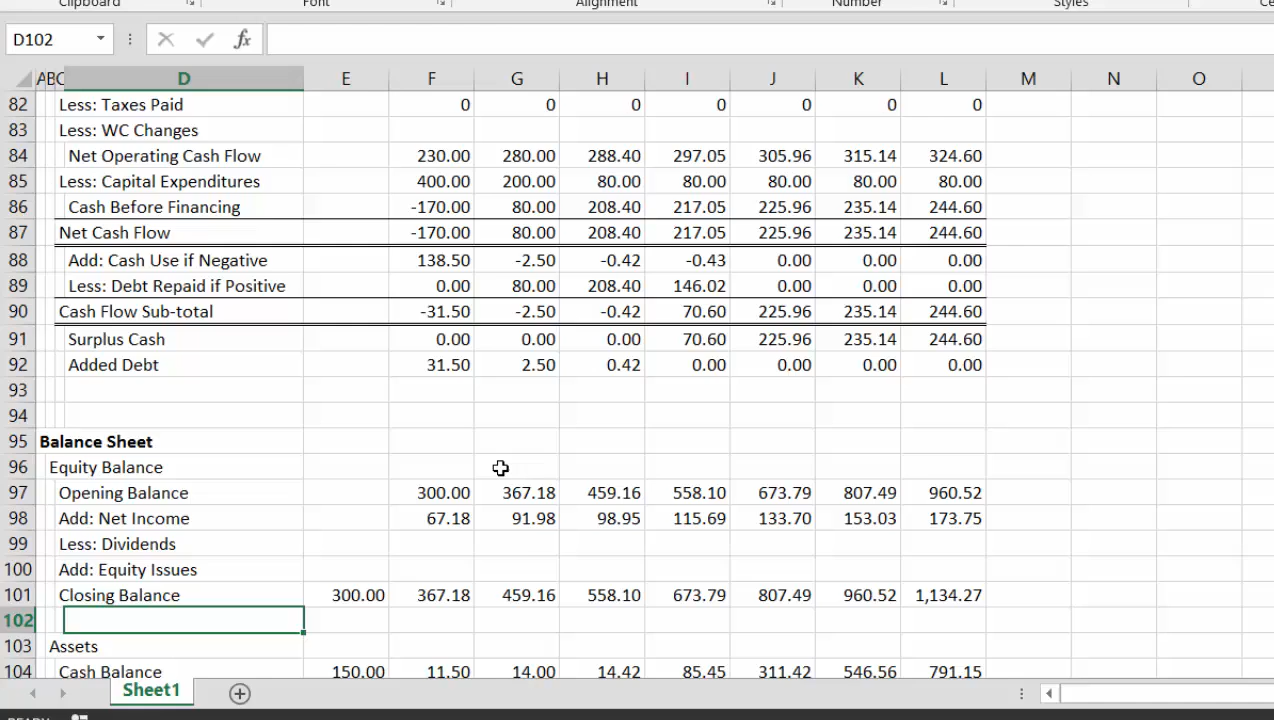 Clipboard Font Alignment Number Styles
D102 fx
A B C D E F G H I J K L M N O
82 Less: Taxes Paid 0 0 0 0 0 0 0
83 Less: WC Changes
84 Net Operating Cash Flow 230.00 280.00 288.40 297.05 305.96 315.14 324.60
85 Less: Capital Expenditures 400.00 200.00 80.00 80.00 80.00 80.00 80.00
86 Cash Before Financing -170.00 80.00 208.40 217.05 225.96 235.14 244.60
87 Net Cash Flow -170.00 80.00 208.40 217.05 225.96 235.14 244.60
88 Add: Cash Use if Negative 138.50 -2.50 -0.42 -0.43 0.00 0.00 0.00
89 Less: Debt Repaid if Positive 0.00 80.00 208.40 146.02 0.00 0.00 0.00
90 Cash Flow Sub-total -31.50 -2.50 -0.42 70.60 225.96 235.14 244.60
91 Surplus Cash 0.00 0.00 0.00 70.60 225.96 235.14 244.60
92 Added Debt 31.50 2.50 0.42 0.00 0.00 0.00 0.00
93
94
95 Balance Sheet
96 Equity Balance
97 Opening Balance 300.00 367.18 459.16 558.10 673.79 807.49 960.52
98 Add: Net Income 67.18 91.98 98.95 115.69 133.70 153.03 173.75
99 Less: Dividends
100 Add: Equity Issues
101 Closing Balance 300.00 367.18 459.16 558.10 673.79 807.49 960.52 1,134.27
102
103 Assets
104 Cash Balance 150.00 11.50 14.00 14.42 85.45 311.42 546.56 791.15
Sheet1